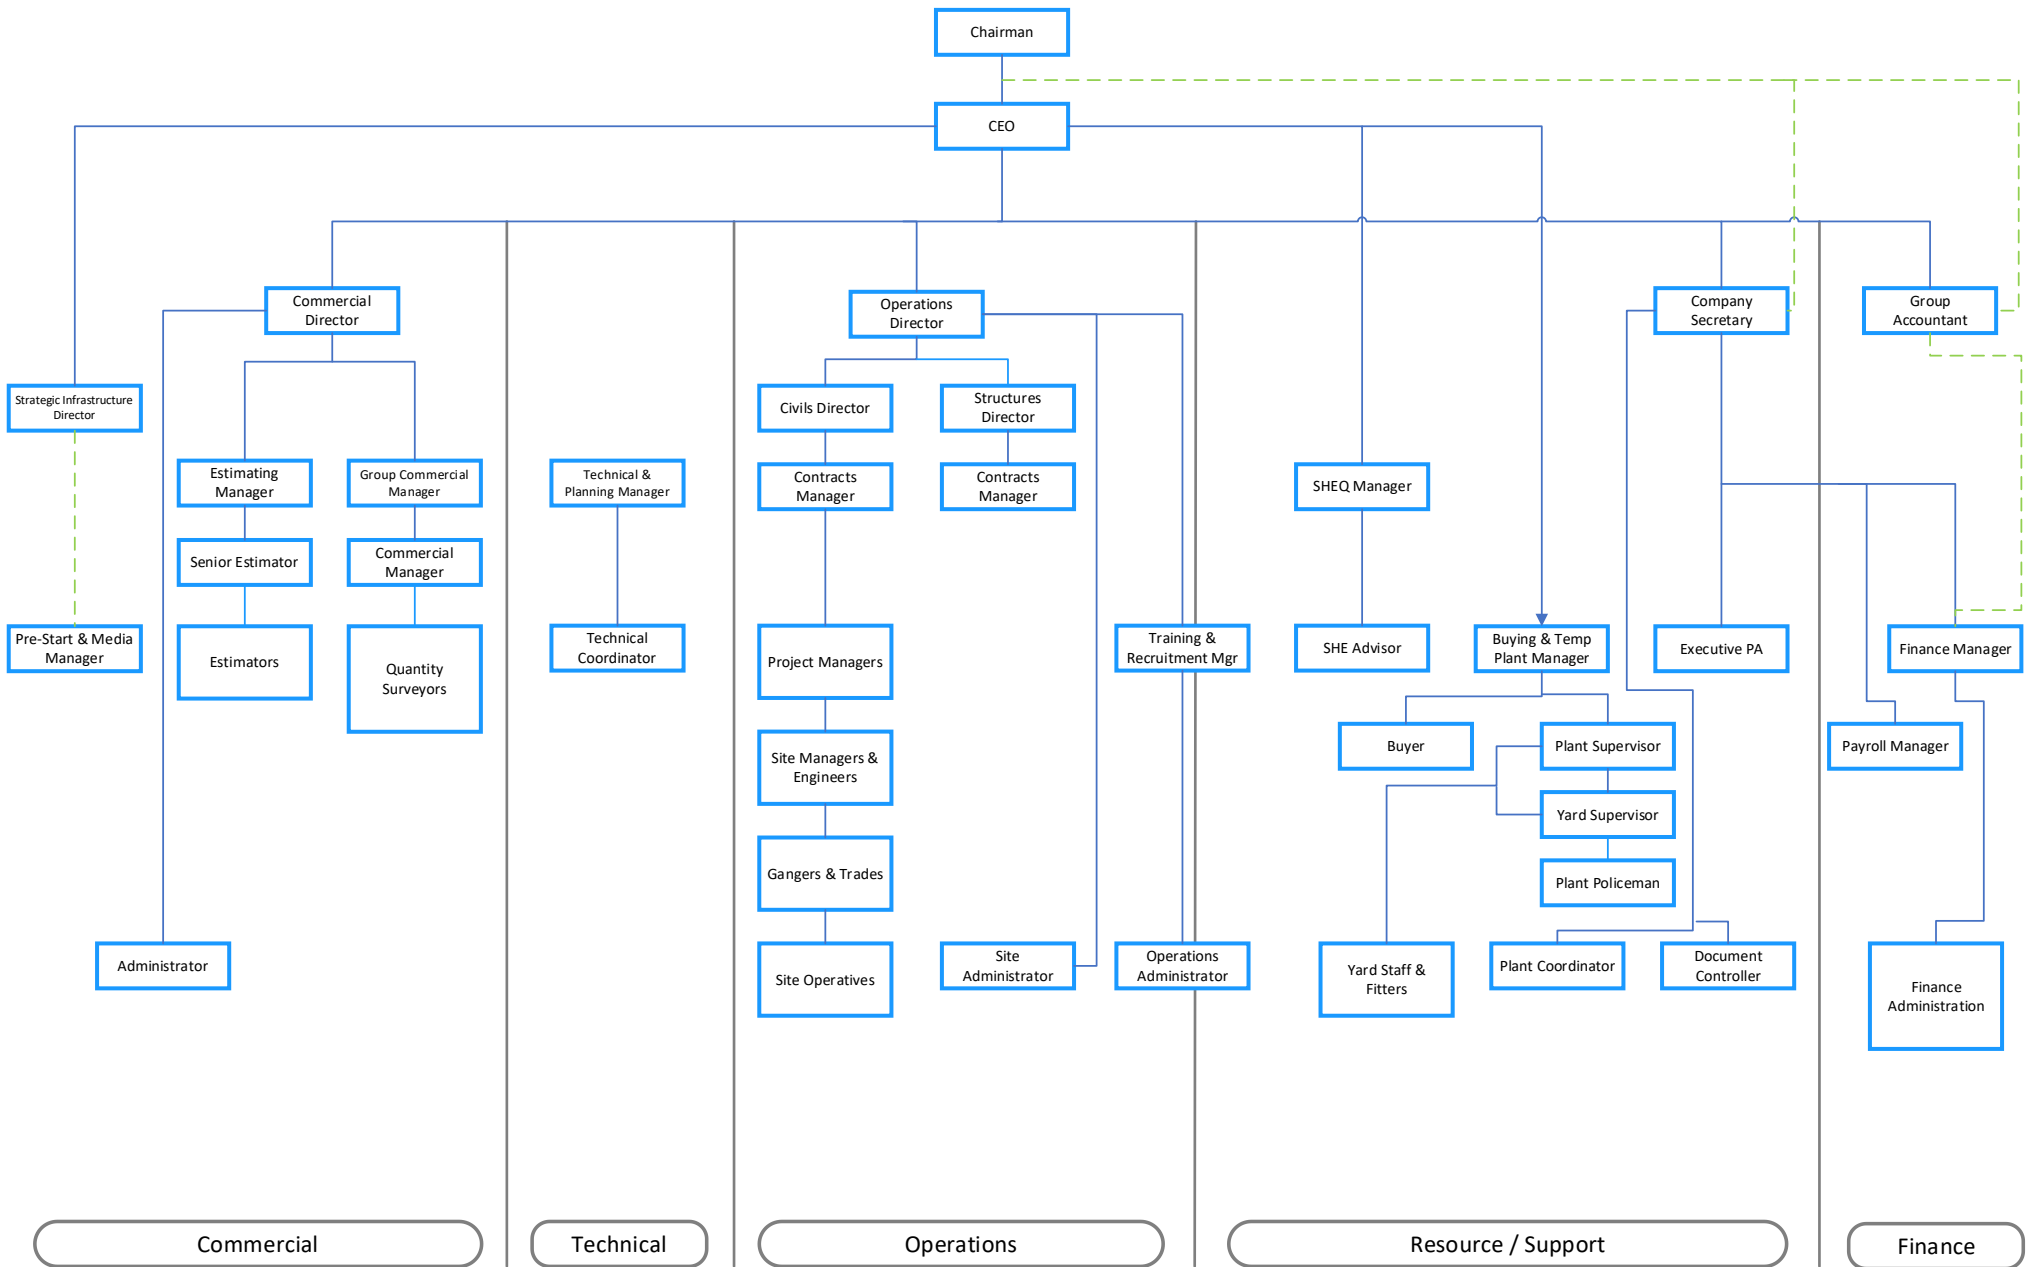 Chairman
CEO
Commercial
Director
Operations
Director
Company
Secretary
Group
Accountant
Strategic Infrastructure
Director
Civils Director
Structures
Director
Estimating
Manager
Group Commercial
Manager
Technical &
Planning Manager
Contracts
Manager
Contracts
Manager
SHEQ Manager
Senior Estimator
Commercial
Manager
Pre-Start & Media
Manager
Estimators
Quantity
Surveyors
Technical
Coordinator
Project Managers
Training &
Recruitment Mgr
SHE Advisor
Buying & Temp
Plant Manager
Executive PA
Finance Manager
Site Managers &
Engineers
Buyer
Plant Supervisor
Payroll Manager
Yard Supervisor
Gangers & Trades
Plant Policeman
Administrator
Site Operatives
Site
Administrator
Operations
Administrator
Yard Staff &
Fitters
Plant Coordinator
Document
Controller
Finance
Administration
Commercial
Technical
Operations
Resource / Support
Finance